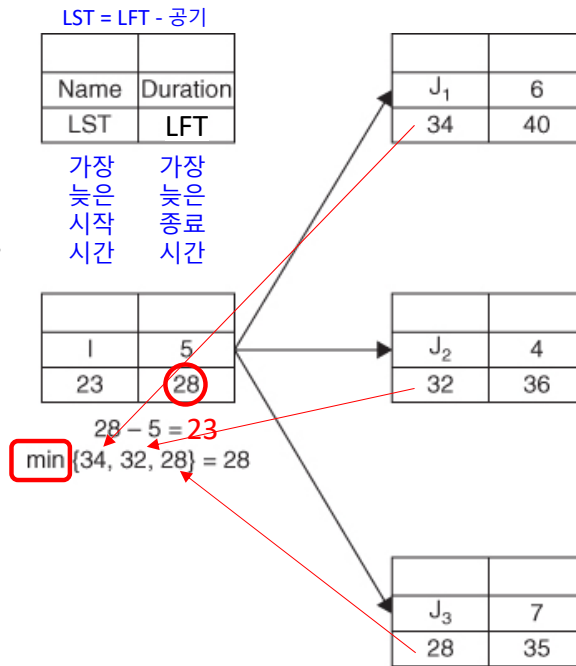 LST = LFT - 공기
Name Duration
LST LFT
가장 가장
늦은 늦은
시작 종료
시간 시간
J₁ 6
34 40
I 5
23 28
28 – 5 = 23
min {34, 32, 28} = 28
J₂ 4
32 36
J₃ 7
28 35